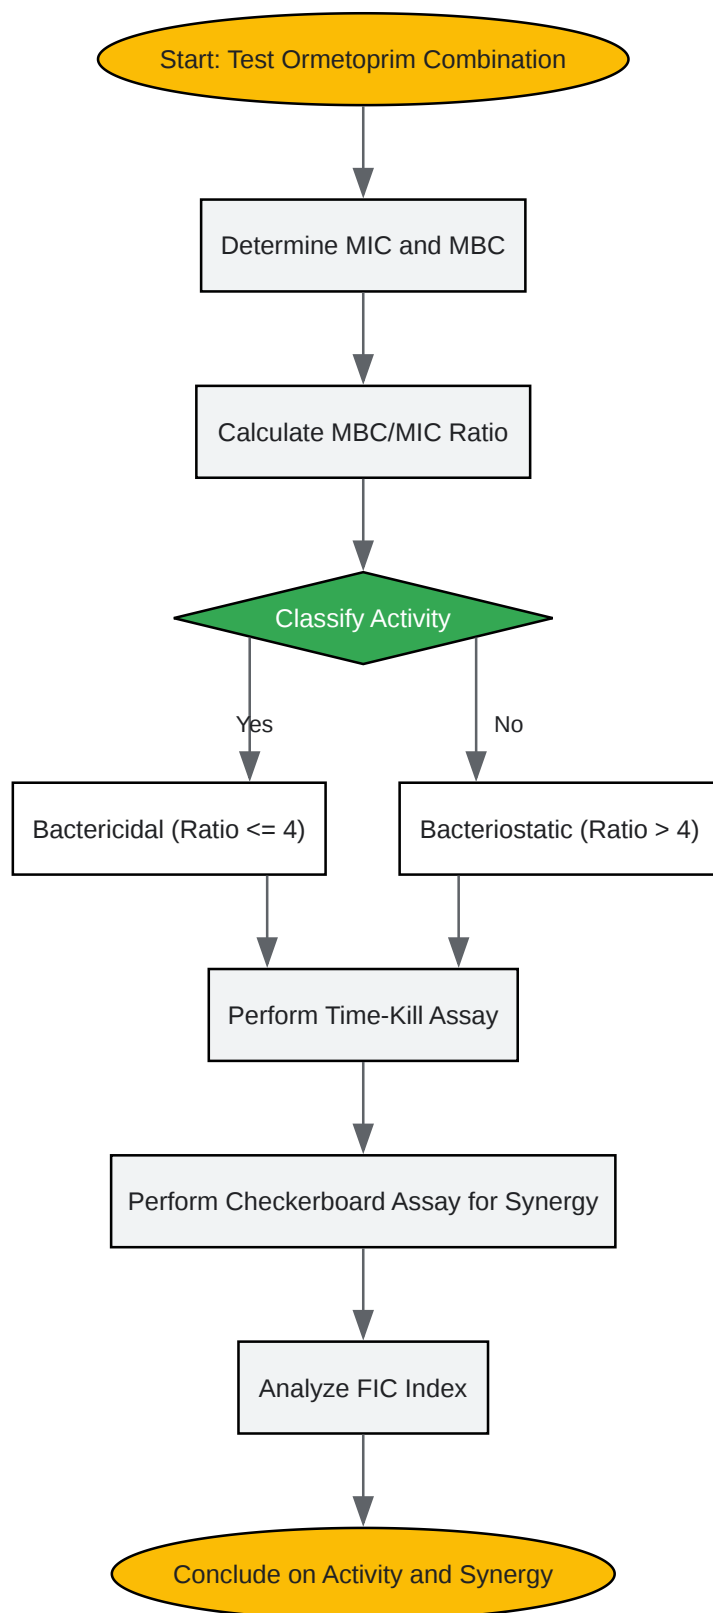 Start: Test Ormetoprim Combination
Determine MIC and MBC
Calculate MBC/MIC Ratio
Classify Activity
Yes
No
Bactericidal (Ratio <= 4)
Bacteriostatic (Ratio > 4)
Perform Time-Kill Assay
Perform Checkerboard Assay for Synergy
Analyze FIC Index
Conclude on Activity and Synergy